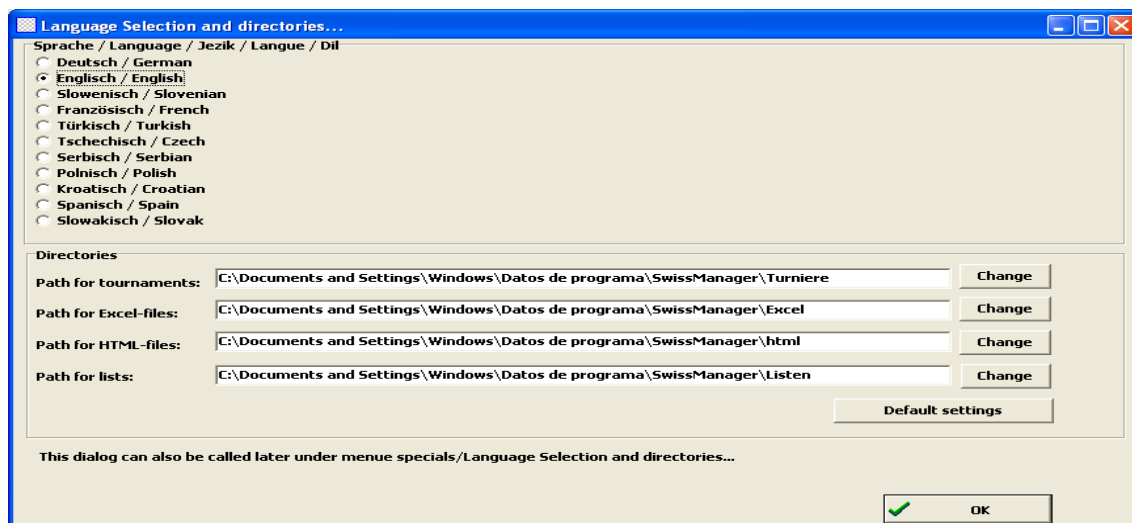 Language Selection and directories...
Sprache / Language / Jezik / Langue / Dil
Deutsch / German
Englisch / English
Slowenisch / Slovenian
Französisch / French
Türkisch / Turkish
Tschechisch / Czech
Serbisch / Serbian
Polnisch / Polish
Kroatisch / Croatian
Spanisch / Spain
Slowakisch / Slovak
Directories
Path for tournaments: C:\Documents and Settings\Windows\Datos de programa\SwissManager\Turniere Change
Path for Excel-files: C:\Documents and Settings\Windows\Datos de programa\SwissManager\Excel Change
Path for HTML-files: C:\Documents and Settings\Windows\Datos de programa\SwissManager\html Change
Path for lists: C:\Documents and Settings\Windows\Datos de programa\SwissManager\Listen Change
Default settings
This dialog can also be called later under menue specials/Language Selection and directories...
OK